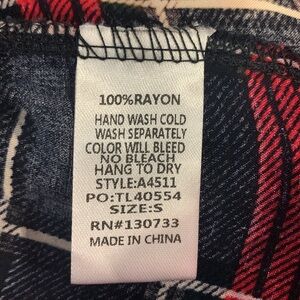 100%RAYON
HAND WASH COLD
WASH SEPARATELY
COLOR WILL BLEED
NO BLEACH
HANG TO DRY
STYLE:A4511
PO:TL40554
SIZE:S
RN#130733
MADE IN CHINA